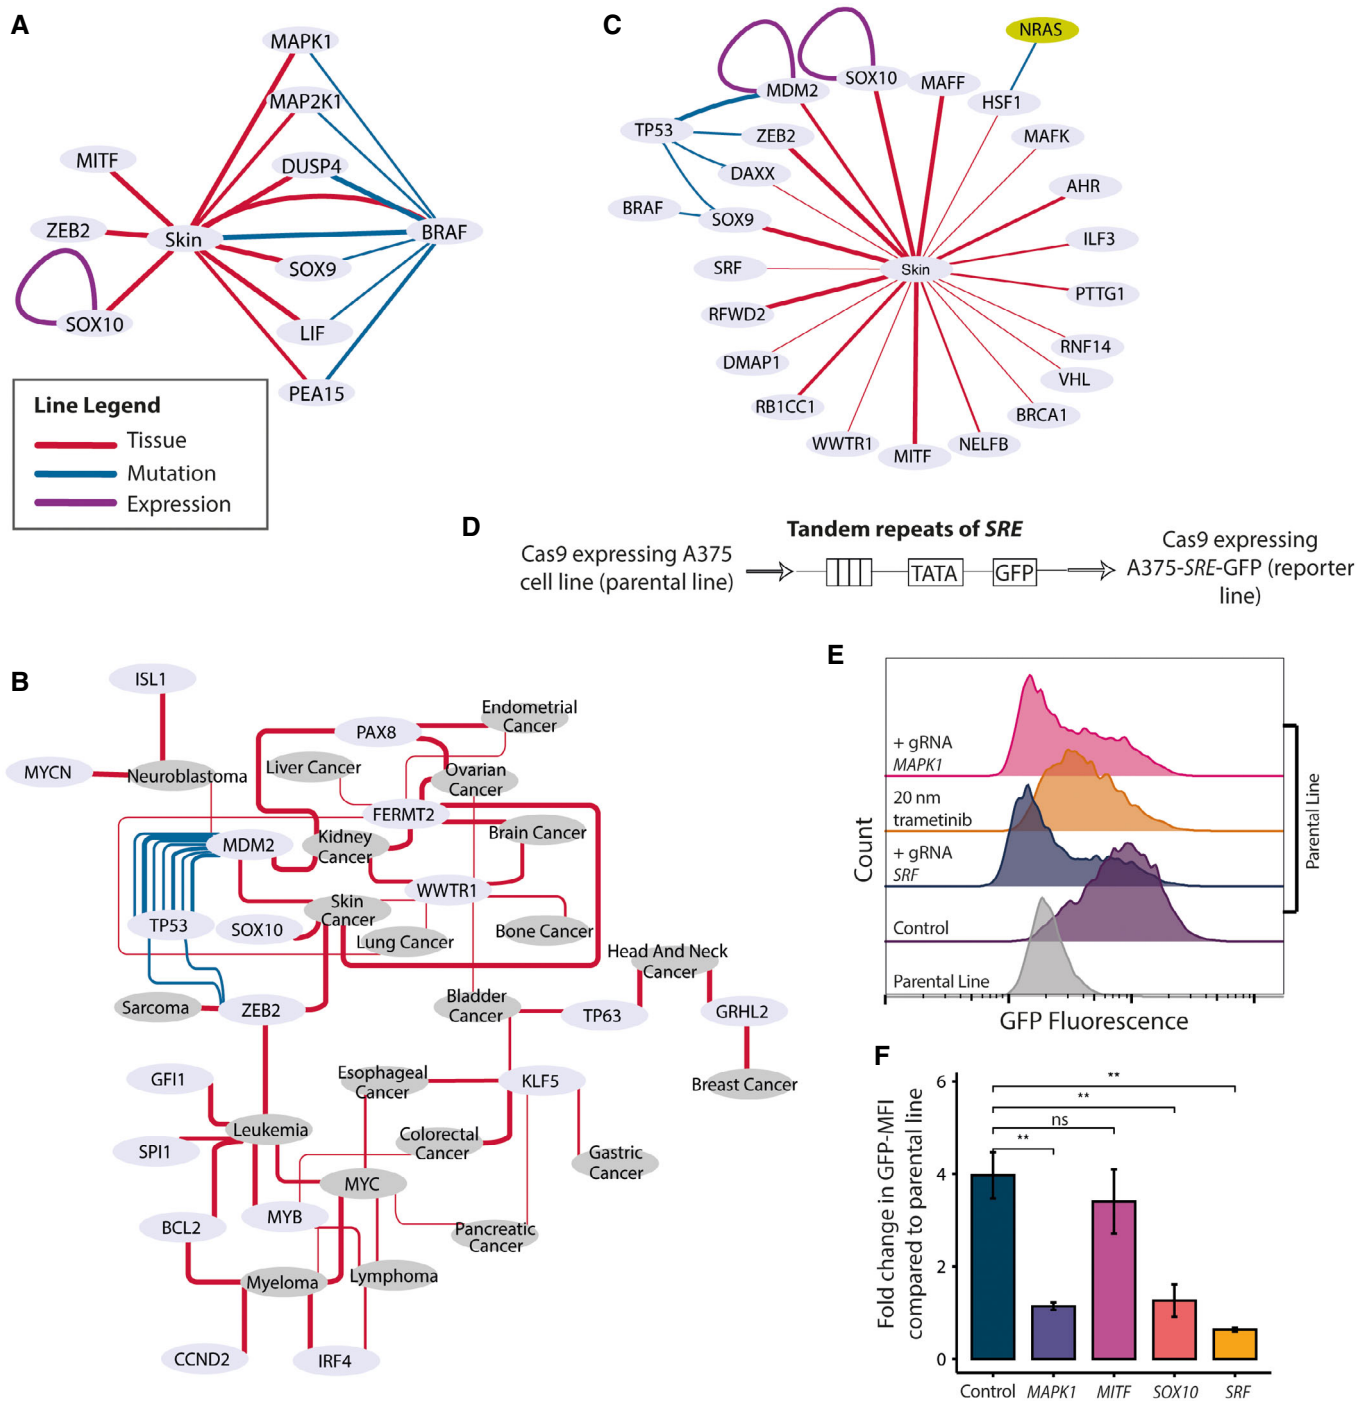 A
MAPK1
MAP2K1
MITF
DUSP4
ZEB2
Skin
BRAF
SOX9
SOX10
LIF
PEA15
Line Legend
Tissue
Mutation
Expression
C
NRAS
SOX10
MAFF
MDM2
HSF1
TP53
ZEB2
MAFK
DAXX
AHR
BRAF
SOX9
ILF3
SRF
Skin
PTTG1
RFWD2
RNF14
DMAP1
VHL
RB1CC1
BRCA1
WWTR1
MITF
NELFB
D
Tandem repeats of SRE
Cas9 expressing A375
cell line (parental line)
TATA
GFP
Cas9 expressing
A375-SRE-GFP (reporter
line)
B
ISL1
Endometrial
Cancer
PAX8
MYCN
Neuroblastoma
Liver Cancer
Ovarian
Cancer
FERMT2
MDM2
Kidney
Cancer
Brain Cancer
WWTR1
Skin
Cancer
TP53
SOX10
Lung Cancer
Bone Cancer
Head And Neck
Cancer
Sarcoma
ZEB2
Bladder
Cancer
TP63
GRHL2
GFI1
Esophageal
Cancer
KLF5
Breast Cancer
Leukemia
SPI1
Colorectal
Cancer
Gastric
Cancer
MYC
BCL2
MYB
Pancreatic
Cancer
Myeloma
Lymphoma
CCND2
IRF4
E
+ gRNA
MAPK1
20 nm
trametinib
+ gRNA
SRF
Control
Parental Line
Count
GFP Fluorescence
Parental Line
F
Fold change in GFP-MFI
compared to parental line
6
4
2
0
**
**
ns
**
Control
MAPK1
MITF
SOX10
SRF